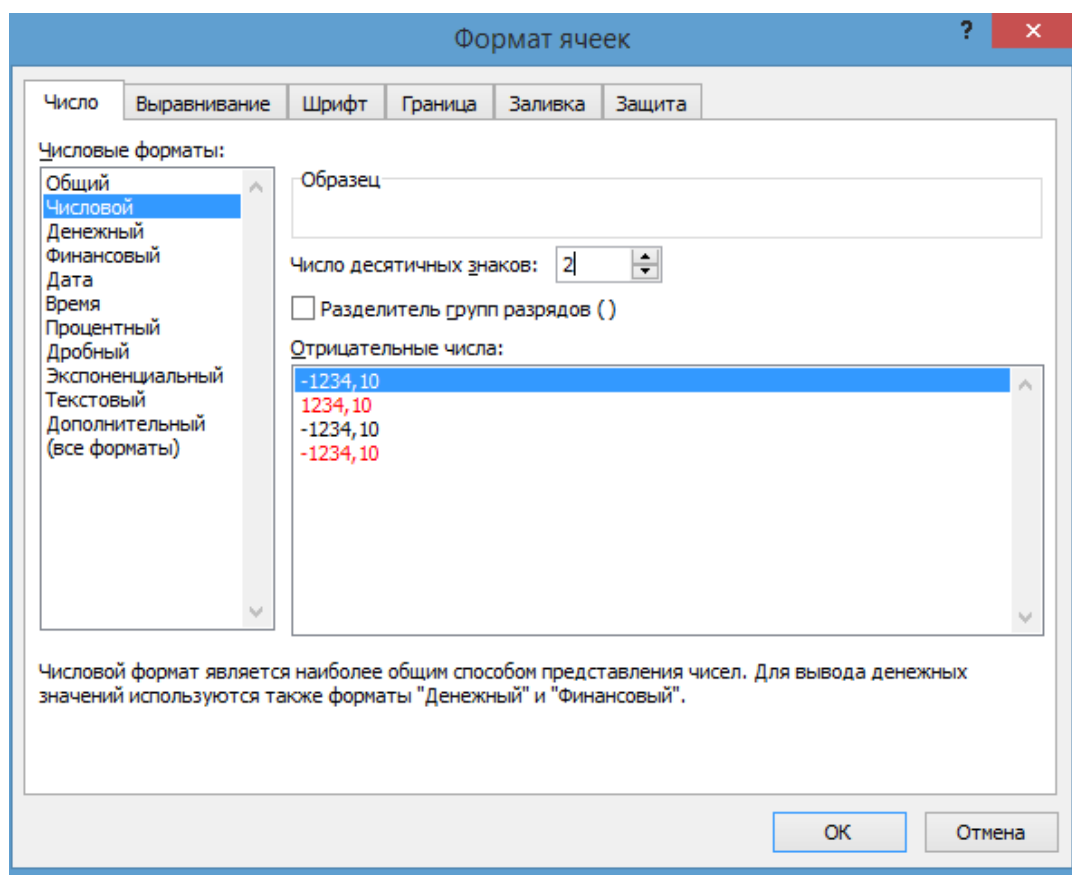 Формат ячеек
?
Число Выравнивание Шрифт Граница Заливка Защита
Числовые форматы:
Общий
Числовой
Денежный
Финансовый
Дата
Время
Процентный
Дробный
Экспоненциальный
Текстовый
Дополнительный
(все форматы)
Образец
Число десятичных знаков: 2
Разделитель групп разрядов ( )
Отрицательные числа:
-1234,10
1234,10
-1234,10
-1234,10
Числовой формат является наиболее общим способом представления чисел. Для вывода денежных
значений используются также форматы "Денежный" и "Финансовый".
ОК Отмена